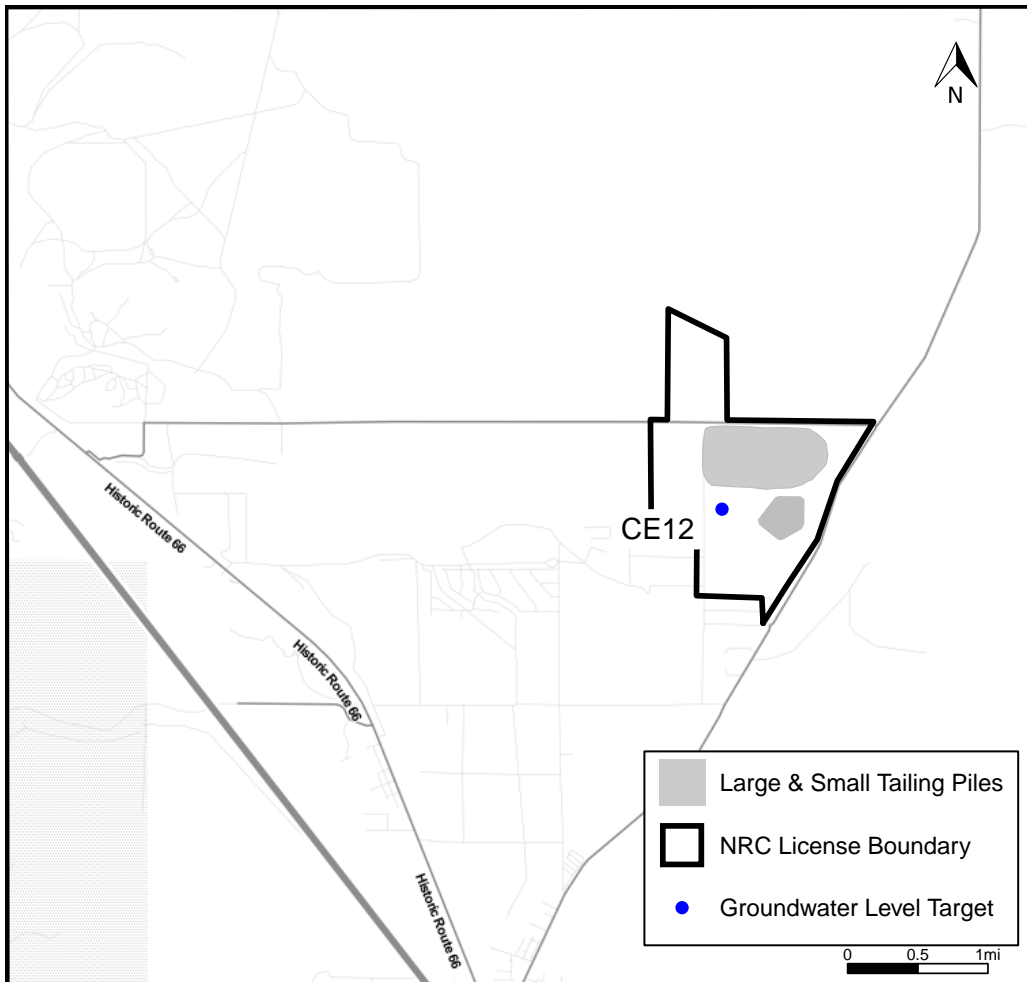 N
Historic Route 66
CE12
Historic Route 66
Large & Small Tailing Piles
NRC License Boundary
Historic Route 66
Groundwater Level Target
0 0.5 1mi